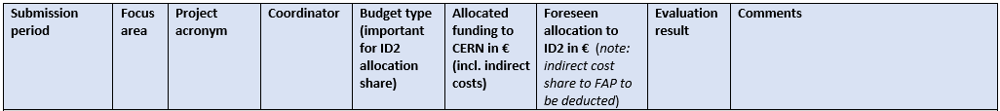 Submission
period
Focus
area
Project
acronym
Coordinator
Budget type
(important
for ID2
allocation
share)
Allocated
funding to
CERN in €
(incl. indirect
costs)
Foreseen
allocation to
ID2 in € (note:
indirect cost
share to FAP to
be deducted)
Evaluation
result
Comments